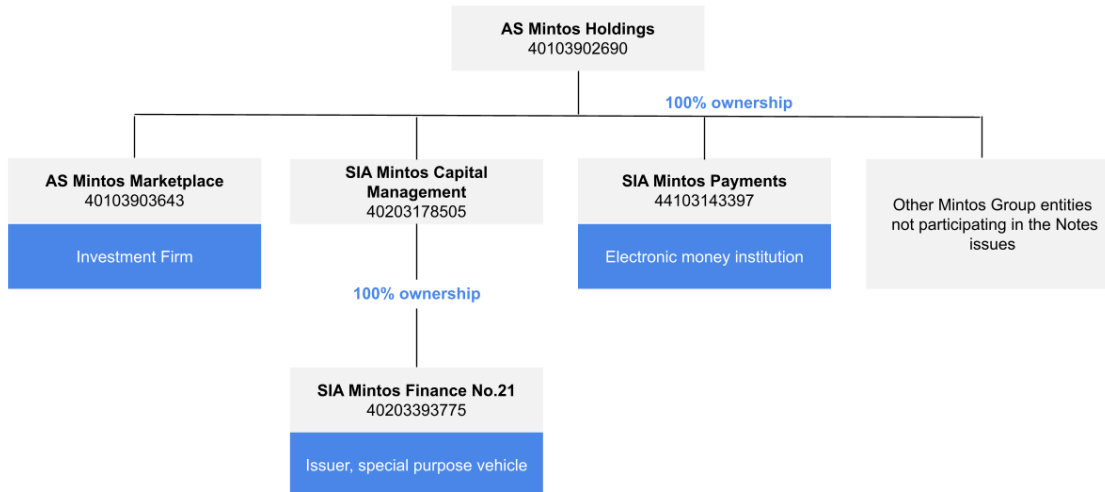 AS Mintos Holdings
40103902690
100% ownership
AS Mintos Marketplace
40103903643
Investment Firm
SIA Mintos Capital
Management
40203178505
SIA Mintos Payments
44103143397
Electronic money institution
Other Mintos Group entities
not participating in the Notes
issues
100% ownership
SIA Mintos Finance No.21
40203393775
Issuer, special purpose vehicle